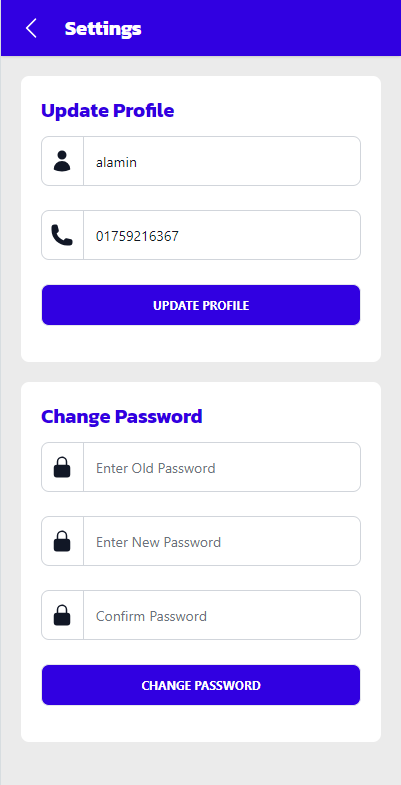 Settings
Update Profile
alamin
01759216367
UPDATE PROFILE
Change Password
Enter Old Password
Enter New Password
Confirm Password
CHANGE PASSWORD